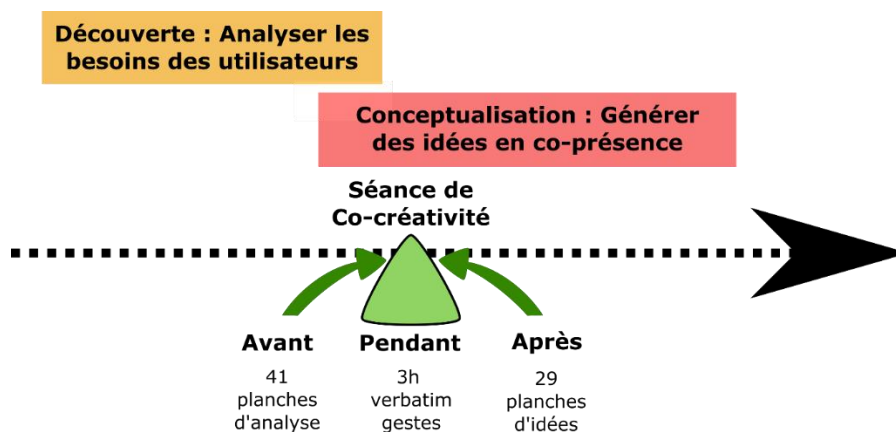 Découverte : Analyser les
besoins des utilisateurs
Conceptualisation : Générer
des idées en co-présence
Séance de
Co-créativité
Avant
41
planches
d'analyse
Pendant
3h
verbatim
gestes
Après
29
planches
d'idées